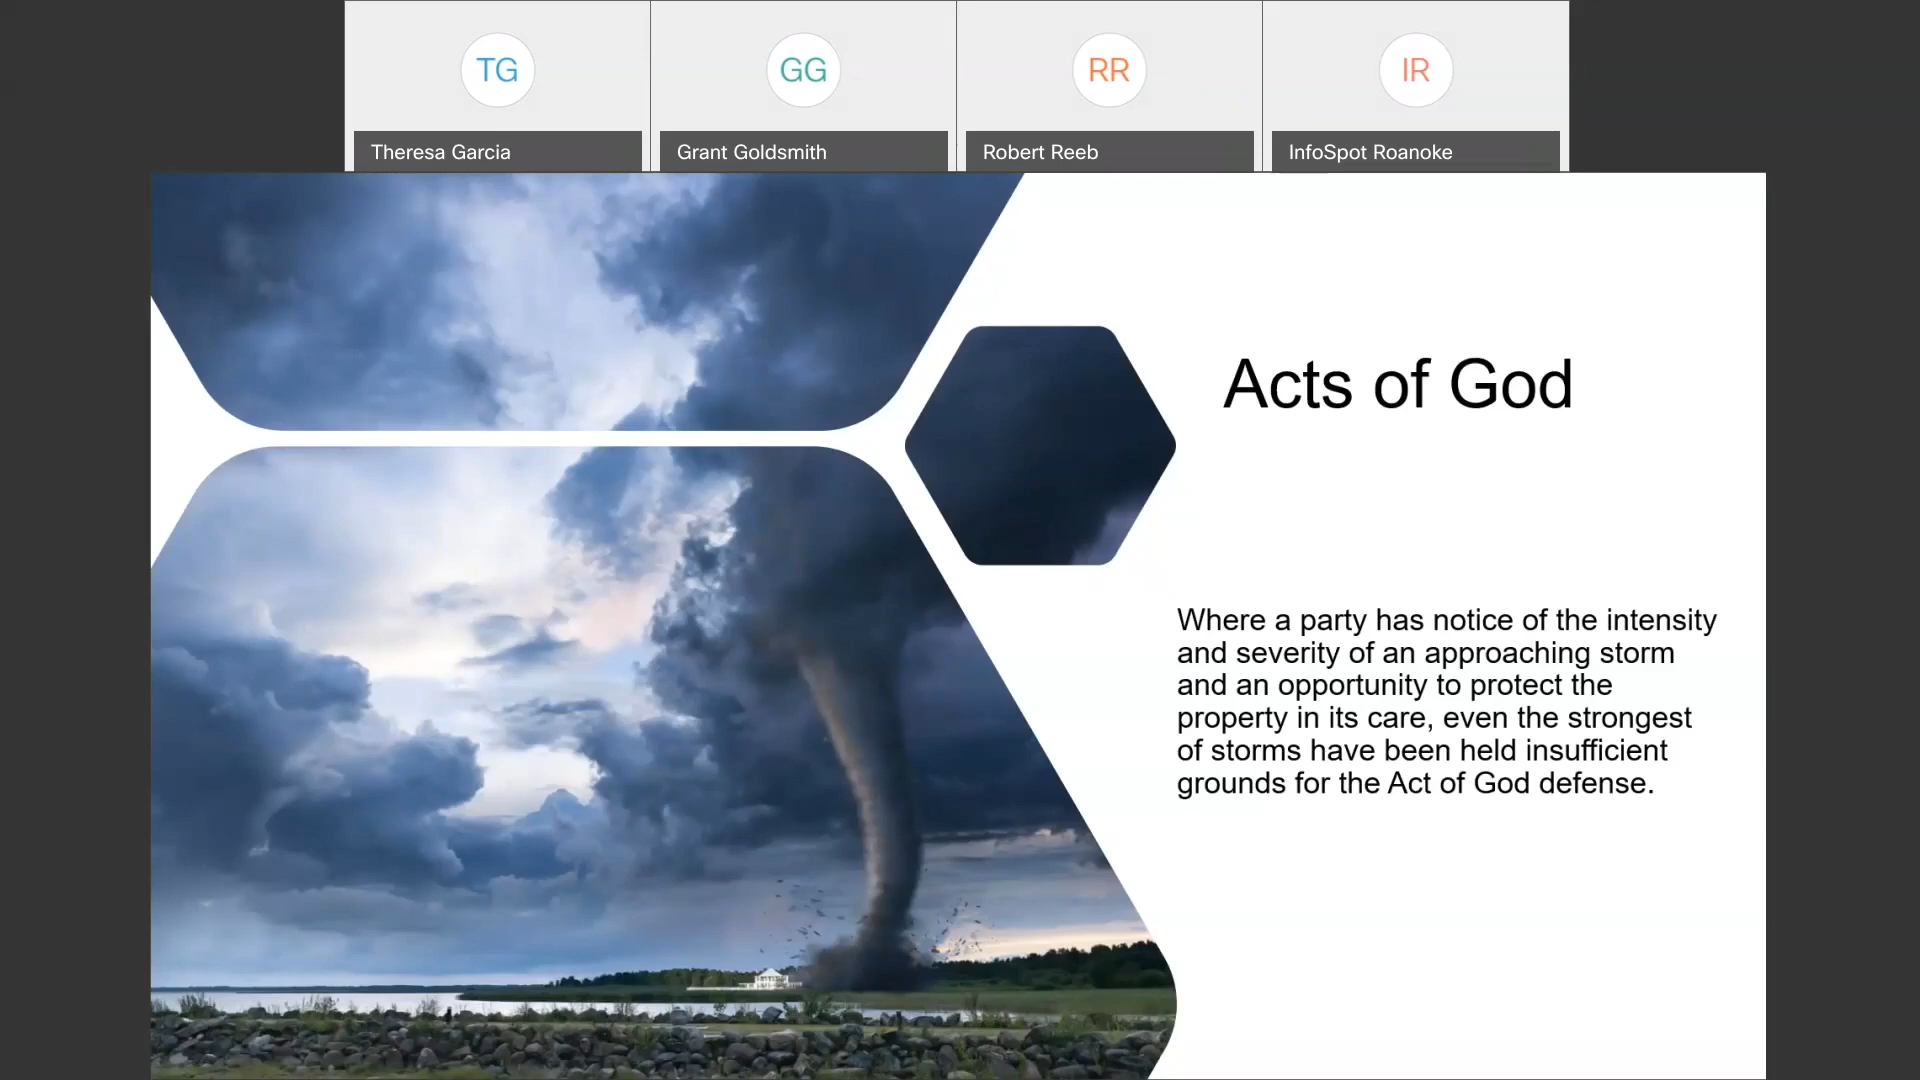 TG
GG
RR
IR
Theresa Garcia
Grant Goldsmith
Robert Reeb
InfoSpot Roanoke
Acts of God
Where a party has notice of the intensity
and severity of an approaching storm
and an opportunity to protect the
property in its care, even the strongest
of storms have been held insufficient
grounds for the Act of God defense.